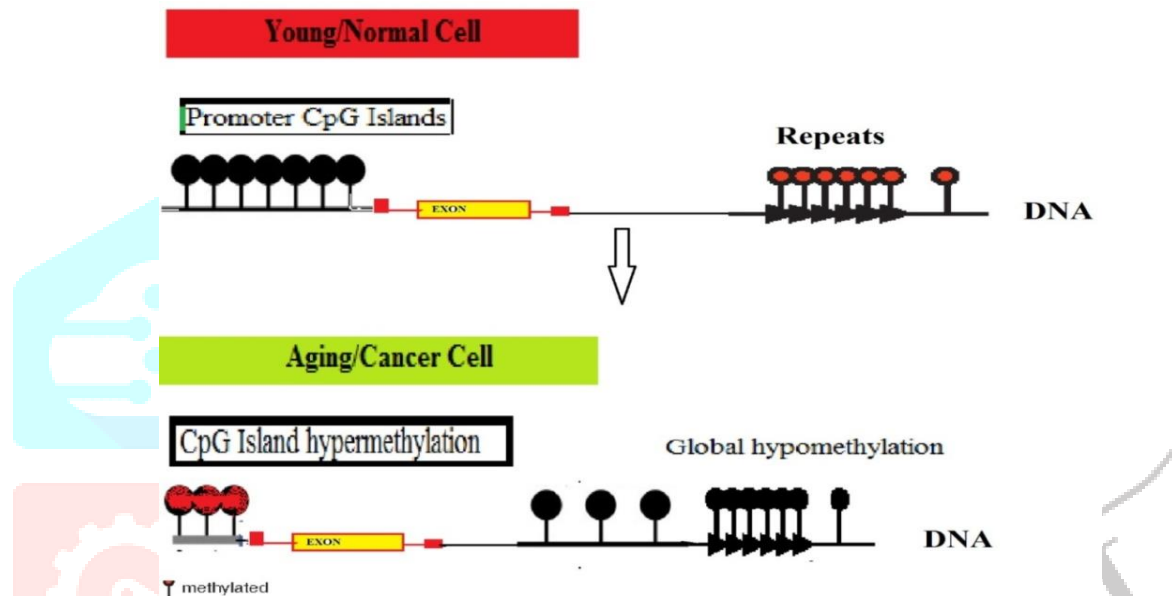 Young/Normal Cell
Promoter CpG Islands
Repeats
EXON
DNA
Aging/Cancer Cell
CpG Island hypermethylation
Global hypomethylation
EXON
DNA
methylated